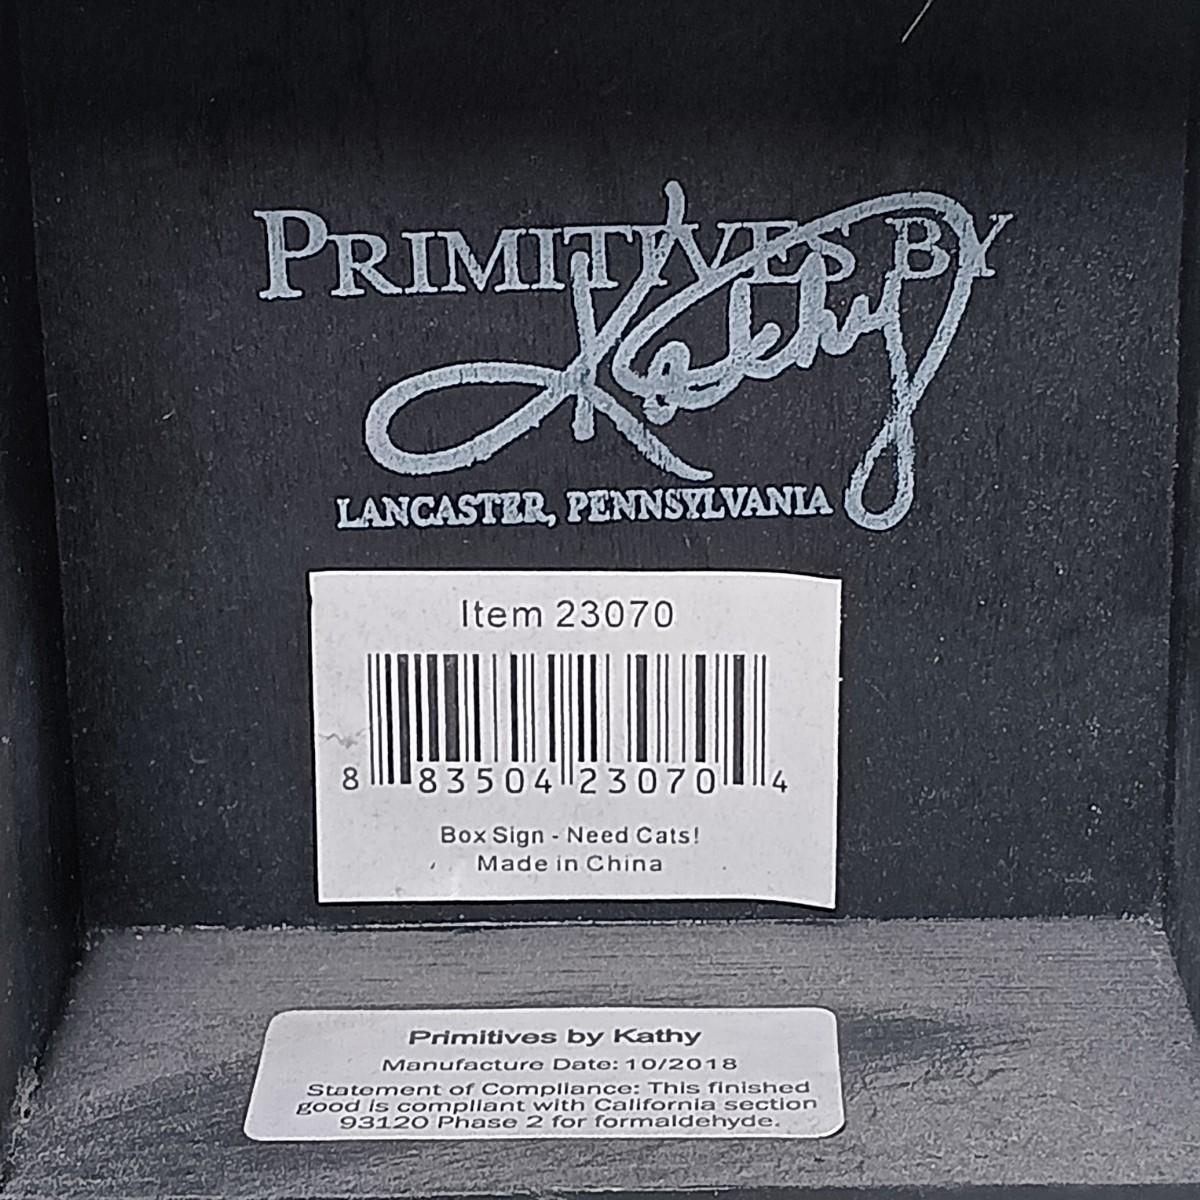 PRIMITIVES BY
Kathy
LANCASTER, PENNSYLVANIA
Item 23070
8 83504 23070 4
Box Sign - Need Cats!
Made in China
Primitives by Kathy
Manufacture Date: 10/2018
Statement of Compliance: This finished
good is compliant with California section
93120 Phase 2 for formaldehyde.